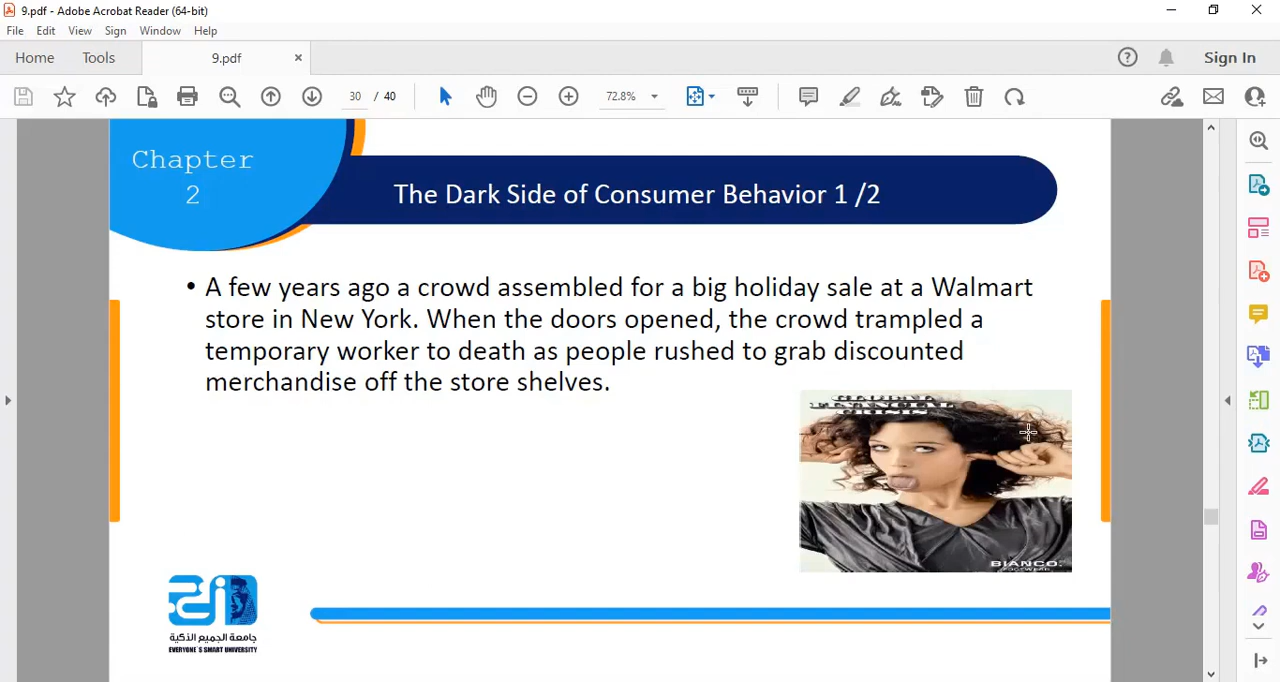 9.pdf - Adobe Acrobat Reader (64-bit)
File Edit View Sign Window Help
Home Tools 9.pdf × Sign In
30 / 40 72.8%
Chapter
2
The Dark Side of Consumer Behavior 1 /2
• A few years ago a crowd assembled for a big holiday sale at a Walmart
store in New York. When the doors opened, the crowd trampled a
temporary worker to death as people rushed to grab discounted
merchandise off the store shelves.
FINANCIAL
CRISIS
BIANCO
FOOTWEAR
جامعة الجميع الذكية
EVERYONE`S SMART UNIVERSITY